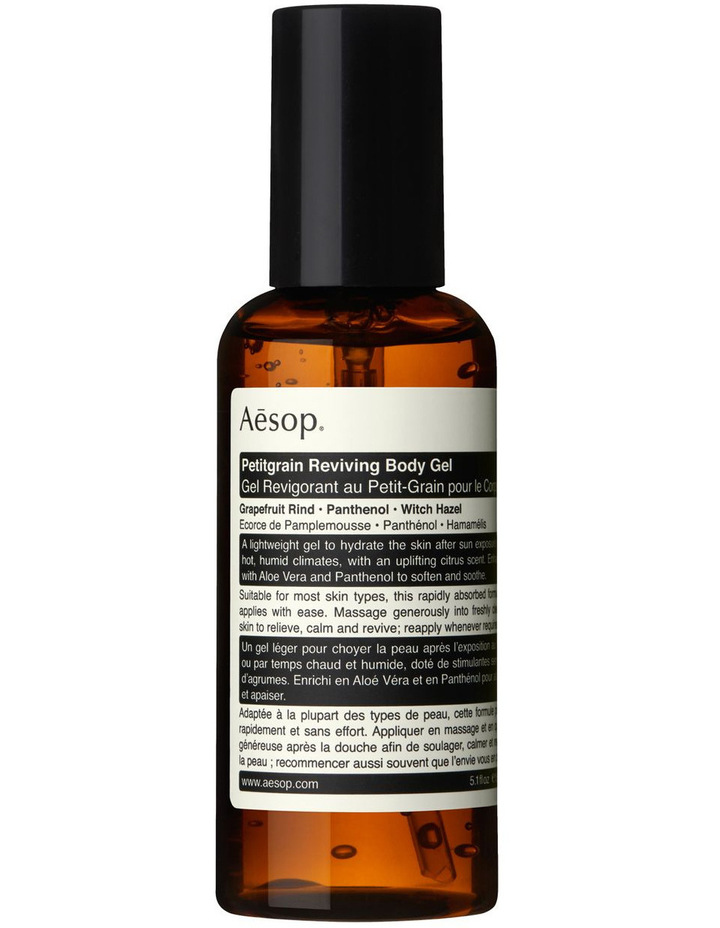 Aēsop®
Petitgrain Reviving Body Gel
Gel Revigorant au Petit-Grain pour le
Grapefruit Rind • Panthenol • Witch Hazel
Ecorce de Pamplemousse • Panthénol • Hamamélis
A lightweight gel to hydrate the skin after sun
hot, humid climates, with an uplifting citrus scent.
with Aloe Vera and Panthenol to soften and soothe.
Suitable for most skin types, this rapidly absorbed
applies with ease. Massage generously into freshly
skin to relieve, calm and revive; reapply whenever
Un gel léger pour choyer la peau après l'exposition
ou par temps chaud et humide, doté de stimulantes
d'agrumes. Enrichi en Aloé Véra et en Panthénol pour
et apaiser.
Adaptée à la plupart des types de peau, cette formule
rapidement et sans effort. Appliquer en massage et en
généreuse après la douche afin de soulager, calmer et
la peau ; recommencer aussi souvent que l'envie vous en
www.aesop.com 5.1 fl oz